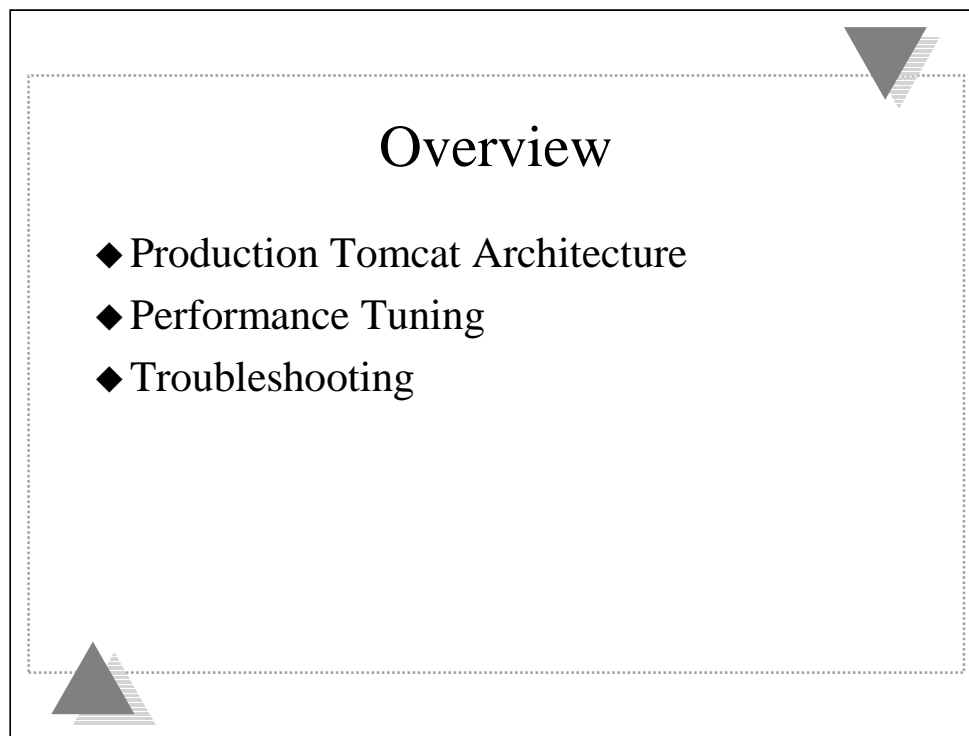 Overview
◆ Production Tomcat Architecture
◆ Performance Tuning
◆ Troubleshooting